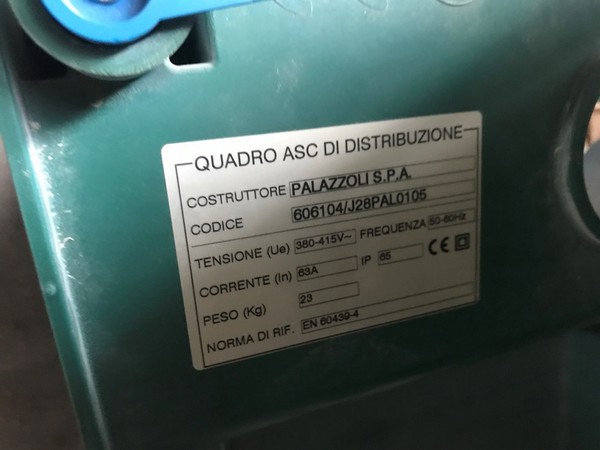 QUADRO ASC DI DISTRIBUZIONE
COSTRUTTORE PALAZZOLI S.P.A.
CODICE 606104/J28PAL0105
TENSIONE (Ue) 380-415V~ FREQUENZA 50-60Hz
CORRENTE (In) 63A IP 65 CE
PESO (Kg) 23
NORMA DI RIF. EN 60439-4